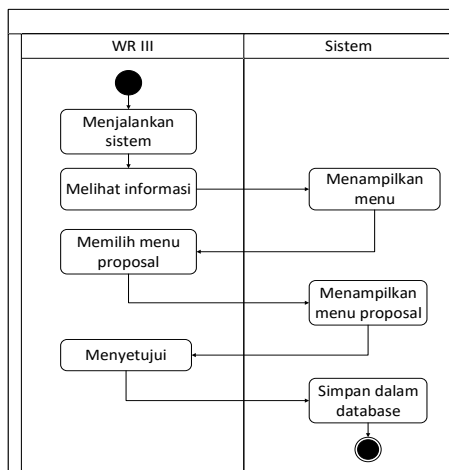 WR III
Sistem
Menjalankan
sistem
Melihat informasi
Menampilkan
menu
Memilih menu
proposal
Menampilkan
menu proposal
Menyetujui
Simpan dalam
database